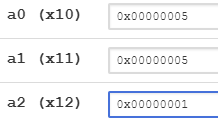 a0 (x10) 0x00000005
a1 (x11) 0x00000005
a2 (x12) 0x00000001